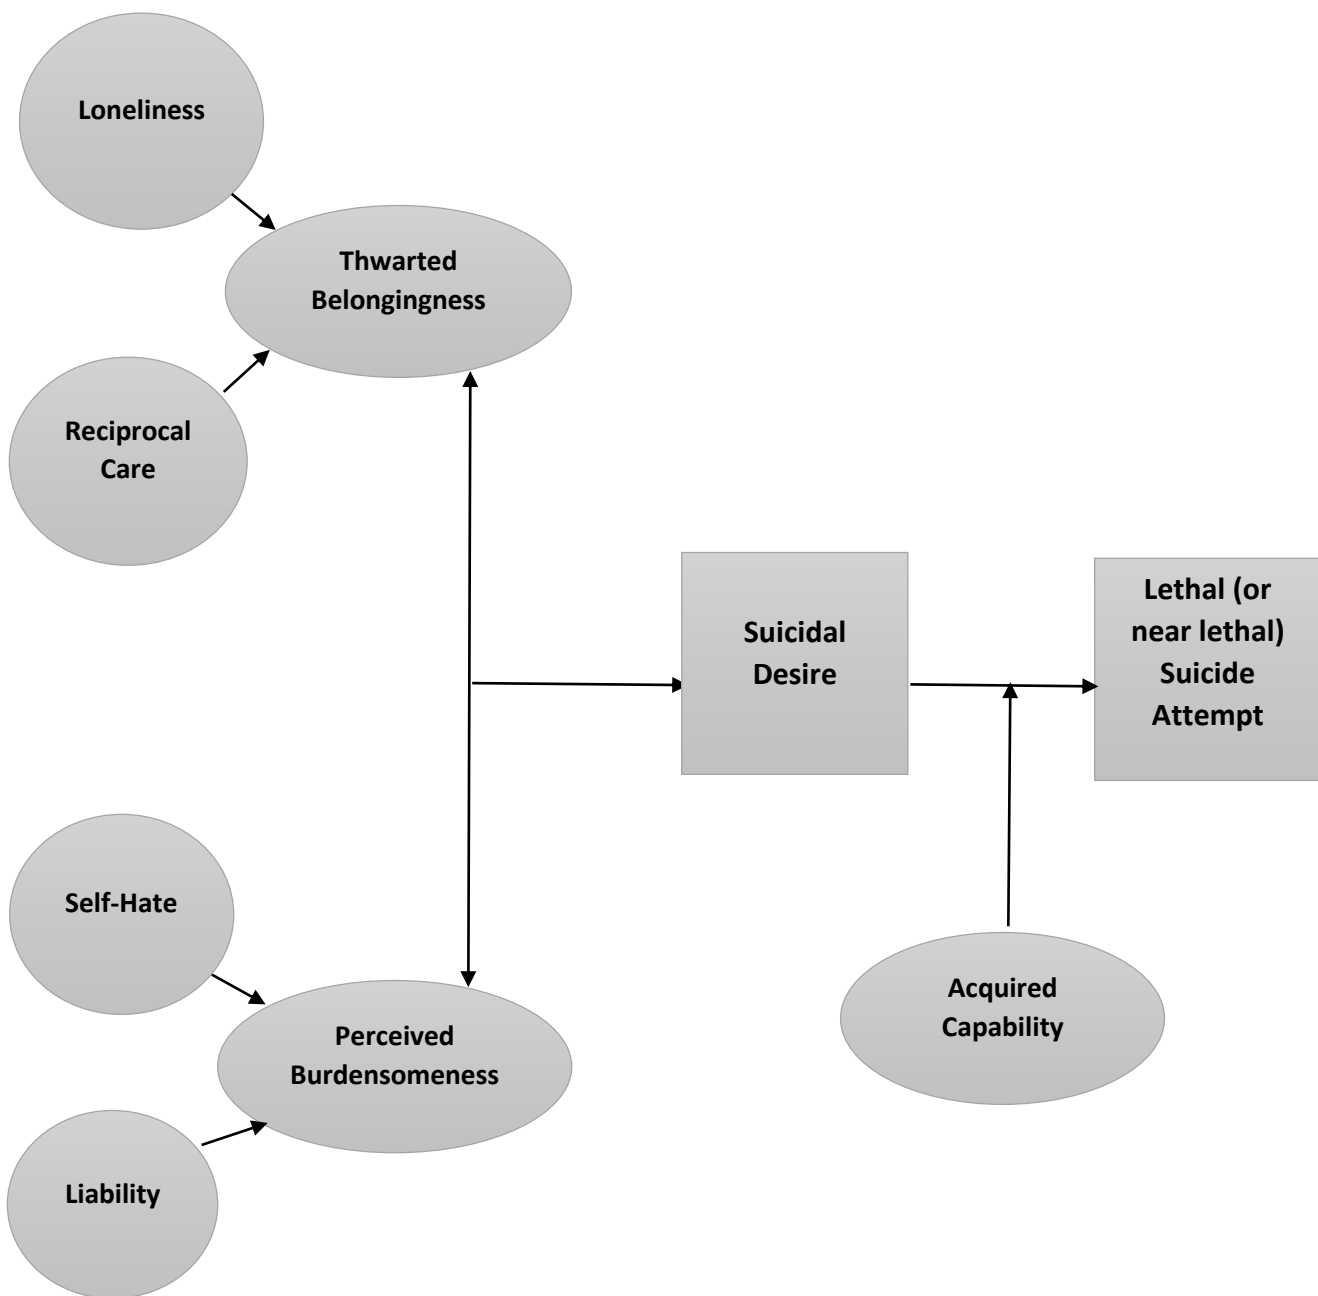 Loneliness
Thwarted
Belongingness
Reciprocal
Care
Suicidal
Desire
Lethal (or
near lethal)
Suicide
Attempt
Self-Hate
Perceived
Burdensomeness
Acquired
Capability
Liability